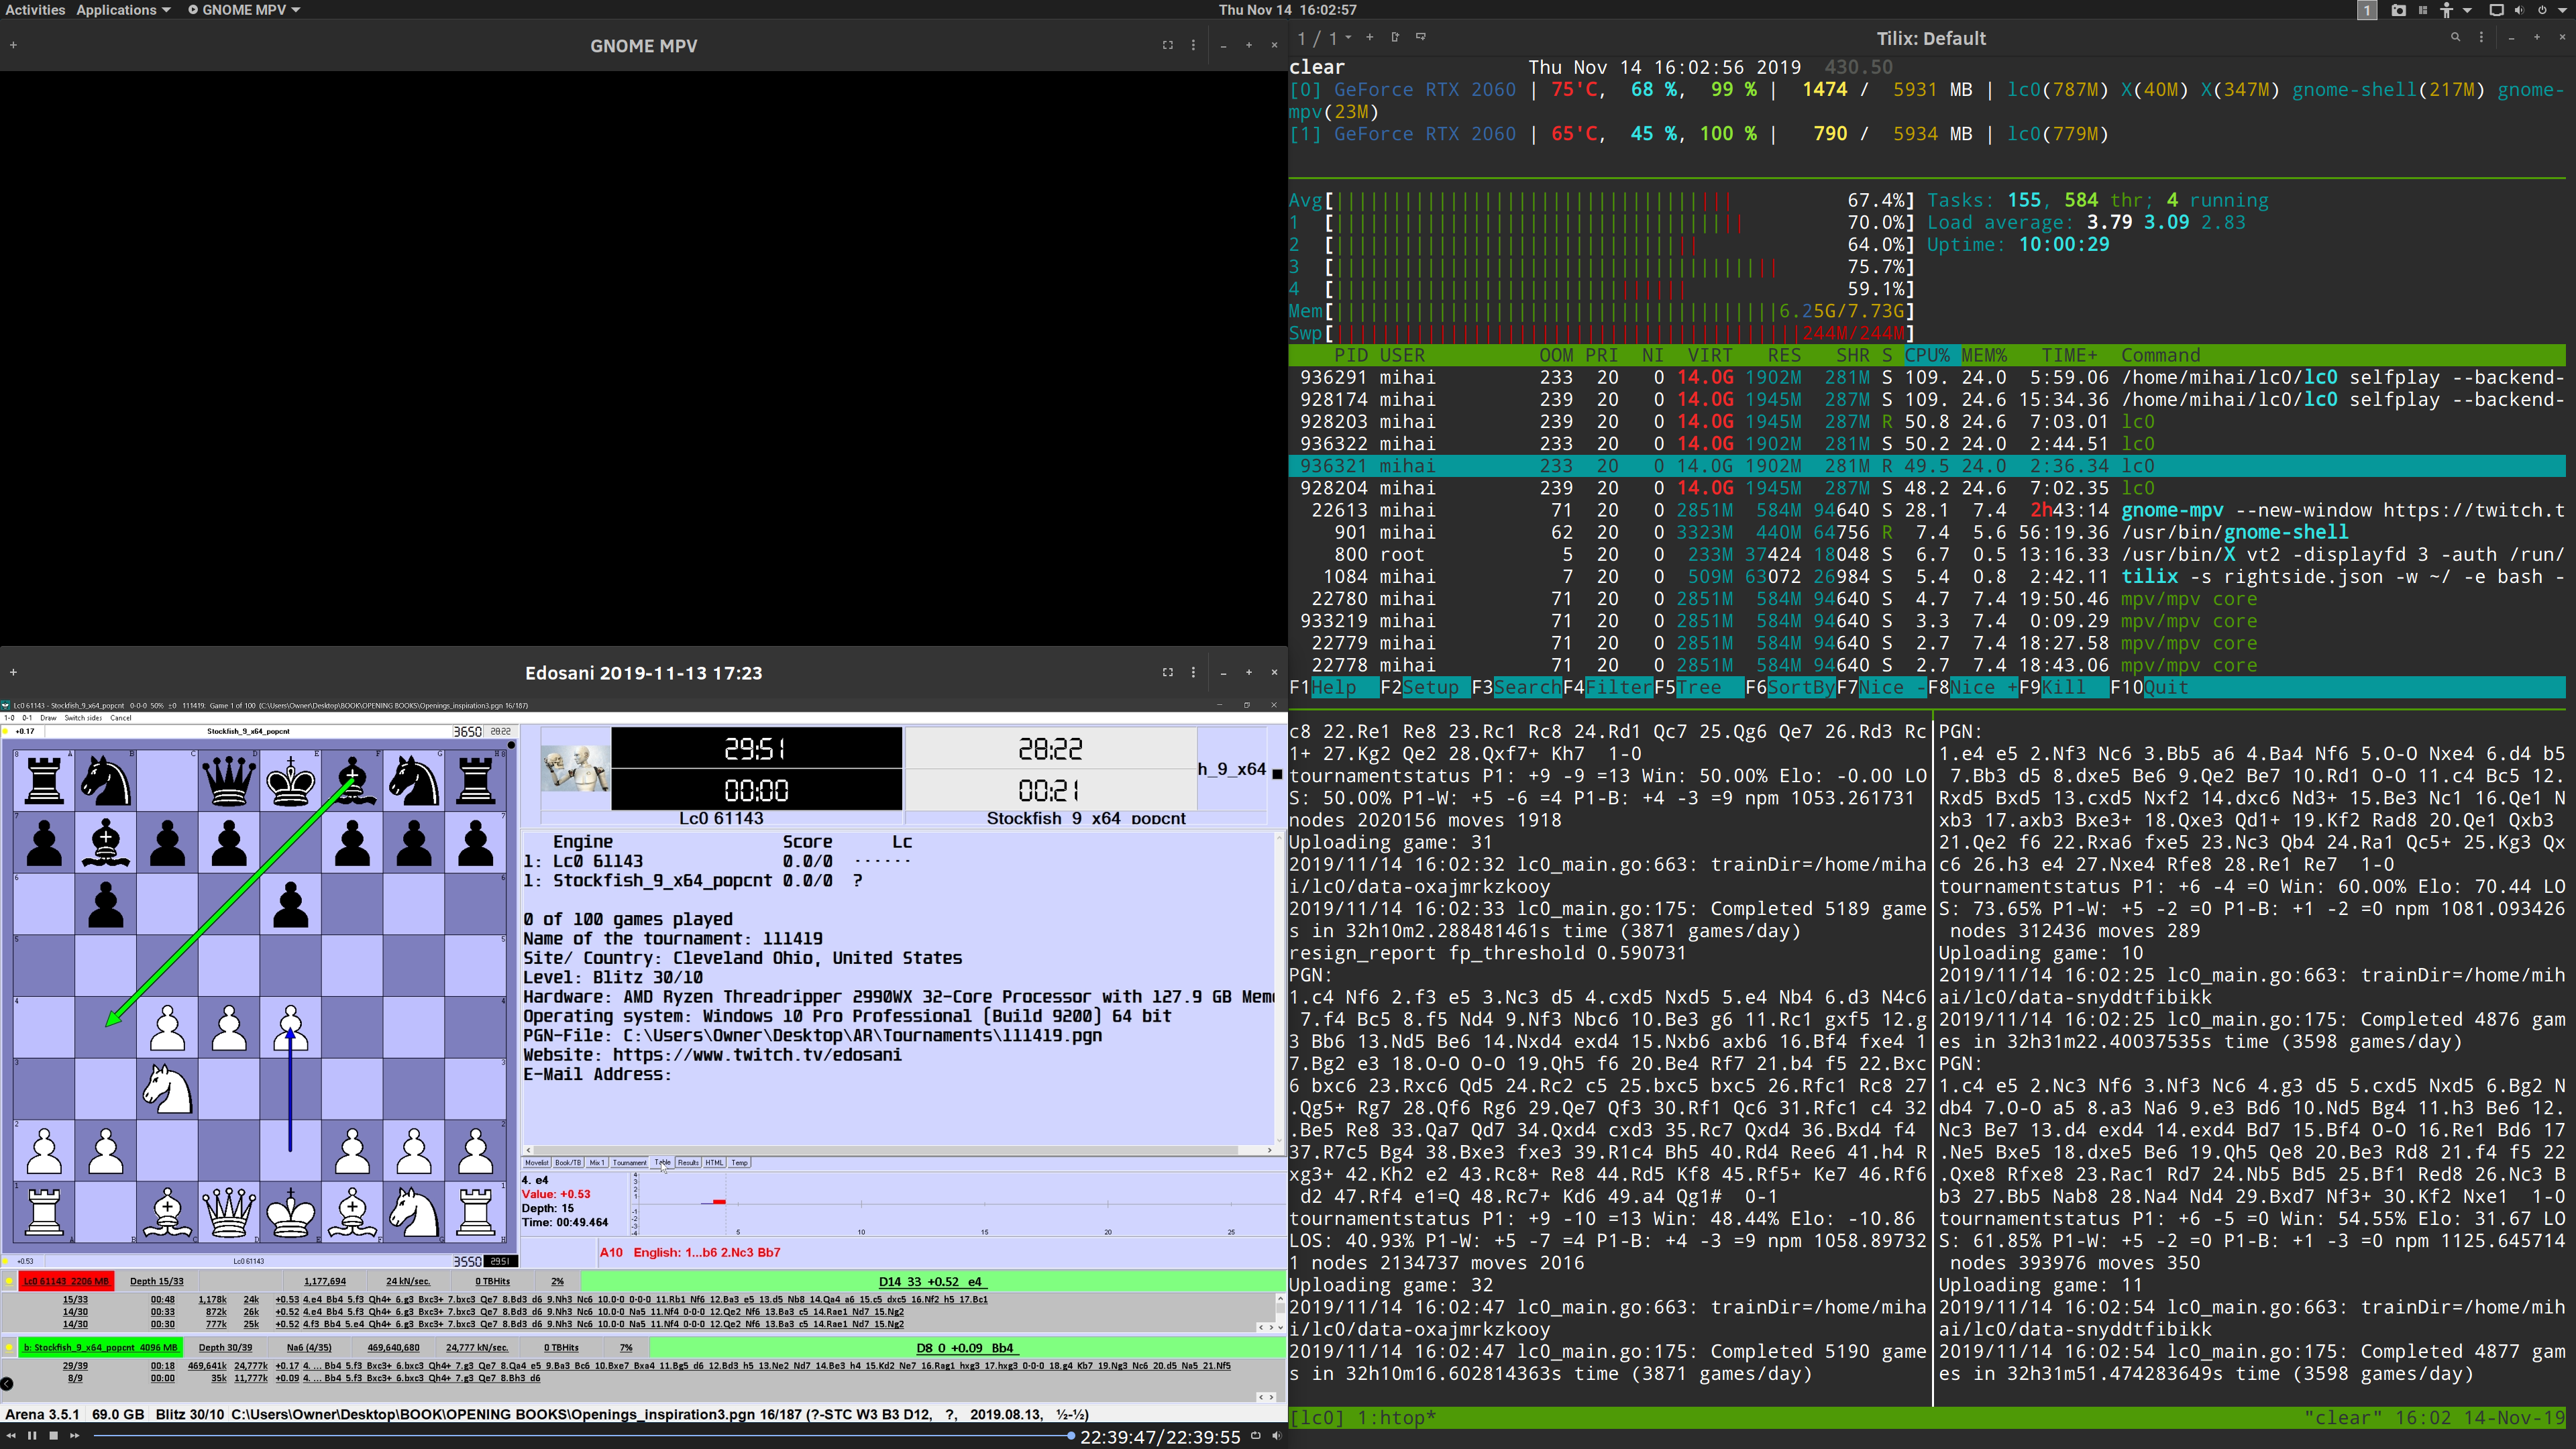 Activities Applications GNOME MPV Thu Nov 14 16:02:57 1
GNOME MPV
1 / 1 Tilix: Default
clear Thu Nov 14 16:02:56 2019 430.50
[0] GeForce RTX 2060 | 75'C, 68 %, 99 % | 1474 / 5931 MB | lc0(787M) X(40M) X(347M) gnome-shell(217M) gnome-
mpv(23M)
[1] GeForce RTX 2060 | 65'C, 45 %, 100 % | 790 / 5934 MB | lc0(779M)
Avg[ 67.4%] Tasks: 155, 584 thr; 4 running
1 [ 70.0%] Load average: 3.79 3.09 2.83
2 [ 64.0%] Uptime: 10:00:29
3 [ 75.7%]
4 [ 59.1%]
Mem[ 6.25G/7.73G]
Swp[ 244M/244M]
PID USER OOM PRI NI VIRT RES SHR S CPU% MEM% TIME+ Command
936291 mihai 233 20 0 14.0G 1902M 281M S 109. 24.0 5:59.06 /home/mihai/lc0/lc0 selfplay --backend-
928174 mihai 239 20 0 14.0G 1945M 287M S 109. 24.6 15:34.36 /home/mihai/lc0/lc0 selfplay --backend-
928203 mihai 239 20 0 14.0G 1945M 287M R 50.8 24.6 7:03.01 lc0
936322 mihai 233 20 0 14.0G 1902M 281M S 50.2 24.0 2:44.51 lc0
936321 mihai 233 20 0 14.0G 1902M 281M R 49.5 24.0 2:36.34 lc0
928204 mihai 239 20 0 14.0G 1945M 287M S 48.2 24.6 7:02.35 lc0
22613 mihai 71 20 0 2851M 584M 94640 S 28.1 7.4 2h43:14 gnome-mpv --new-window https://twitch.t
901 mihai 62 20 0 3323M 440M 64756 R 7.4 5.6 56:19.36 /usr/bin/gnome-shell
800 root 5 20 0 233M 37424 18048 S 6.7 0.5 13:16.33 /usr/bin/X vt2 -displayfd 3 -auth /run/
1084 mihai 7 20 0 509M 63072 26984 S 5.4 0.8 2:42.11 tilix -s rightside.json -w ~/ -e bash -
22780 mihai 71 20 0 2851M 584M 94640 S 4.7 7.4 19:50.46 mpv/mpv core
933219 mihai 71 20 0 2851M 584M 94640 S 3.3 7.4 0:09.29 mpv/mpv core
22779 mihai 71 20 0 2851M 584M 94640 S 2.7 7.4 18:27.58 mpv/mpv core
22778 mihai 71 20 0 2851M 584M 94640 S 2.7 7.4 18:43.06 mpv/mpv core
F1Help F2Setup F3SearchF4FilterF5Tree F6SortByF7Nice -F8Nice +F9Kill F10Quit
c8 22.Re1 Re8 23.Rc1 Rc8 24.Rd1 Qc7 25.Qg6 Qe7 26.Rd3 Rc
1+ 27.Kg2 Qe2 28.Qxf7+ Kh7 1-0
tournamentstatus P1: +9 -9 =13 Win: 50.00% Elo: -0.00 LO
S: 50.00% P1-W: +5 -6 =4 P1-B: +4 -3 =9 npm 1053.261731
nodes 2020156 moves 1918
Uploading game: 31
2019/11/14 16:02:32 lc0_main.go:663: trainDir=/home/miha
i/lc0/data-oxajmrkzkooy
2019/11/14 16:02:33 lc0_main.go:175: Completed 5189 game
s in 32h10m2.288481461s time (3871 games/day)
resign_report fp_threshold 0.590731
PGN:
1.c4 Nf6 2.f3 e5 3.Nc3 d5 4.cxd5 Nxd5 5.e4 Nb4 6.d3 N4c6
7.f4 Bc5 8.f5 Nd4 9.Nf3 Nbc6 10.Be3 g6 11.Rc1 gxf5 12.g
3 Bb6 13.Nd5 Be6 14.Nxd4 exd4 15.Nxb6 axb6 16.Bf4 fxe4 1
7.Bg2 e3 18.O-O O-O 19.Qh5 f6 20.Be4 Rf7 21.b4 f5 22.Bxc
6 bxc6 23.Rxc6 Qd5 24.Rc2 c5 25.bxc5 bxc5 26.Rfc1 Rc8 27
.Qg5+ Rg7 28.Qf6 Rg6 29.Qe7 Qf3 30.Rf1 Qc6 31.Rfc1 c4 32
.Be5 Re8 33.Qa7 Qd7 34.Qxd4 cxd3 35.Rc7 Qxd4 36.Bxd4 f4
37.R7c5 Bg4 38.Bxe3 fxe3 39.R1c4 Bh5 40.Rd4 Ree6 41.h4 R
xg3+ 42.Kh2 e2 43.Rc8+ Re8 44.Rd5 Kf8 45.Rf5+ Ke7 46.Rf6
d2 47.Rf4 e1=Q 48.Rc7+ Kd6 49.a4 Qg1# 0-1
tournamentstatus P1: +9 -10 =13 Win: 48.44% Elo: -10.86
LOS: 40.93% P1-W: +5 -7 =4 P1-B: +4 -3 =9 npm 1058.89732
1 nodes 2134737 moves 2016
Uploading game: 32
2019/11/14 16:02:47 lc0_main.go:663: trainDir=/home/miha
i/lc0/data-oxajmrkzkooy
2019/11/14 16:02:47 lc0_main.go:175: Completed 5190 game
s in 32h10m16.602814363s time (3871 games/day)
PGN:
1.e4 e5 2.Nf3 Nc6 3.Bb5 a6 4.Ba4 Nf6 5.O-O Nxe4 6.d4 b5
7.Bb3 d5 8.dxe5 Be6 9.Qe2 Be7 10.Rd1 O-O 11.c4 Bc5 12.
Rxd5 Bxd5 13.cxd5 Nxf2 14.dxc6 Nd3+ 15.Be3 Nc1 16.Qe1 N
xb3 17.axb3 Bxe3+ 18.Qxe3 Qd1+ 19.Kf2 Rad8 20.Qe1 Qxb3
21.Qe2 f6 22.Rxa6 fxe5 23.Nc3 Qb4 24.Ra1 Qc5+ 25.Kg3 Qx
c6 26.h3 e4 27.Nxe4 Rfe8 28.Re1 Re7 1-0
tournamentstatus P1: +6 -4 =0 Win: 60.00% Elo: 70.44 LO
S: 73.65% P1-W: +5 -2 =0 P1-B: +1 -2 =0 npm 1081.093426
nodes 312436 moves 289
Uploading game: 10
2019/11/14 16:02:25 lc0_main.go:663: trainDir=/home/mih
ai/lc0/data-snyddtfibikk
2019/11/14 16:02:25 lc0_main.go:175: Completed 4876 gam
es in 32h31m22.40037535s time (3598 games/day)
PGN:
1.c4 e5 2.Nc3 Nf6 3.Nf3 Nc6 4.g3 d5 5.cxd5 Nxd5 6.Bg2 N
db4 7.O-O a5 8.a3 Na6 9.e3 Bd6 10.Nd5 Bg4 11.h3 Be6 12.
Nc3 Be7 13.d4 exd4 14.exd4 Bd7 15.Bf4 O-O 16.Re1 Bd6 17
.Ne5 Bxe5 18.dxe5 Be6 19.Qh5 Qe8 20.Be3 Rd8 21.f4 f5 22
.Qxe8 Rfxe8 23.Rac1 Rd7 24.Nb5 Bd5 25.Bf1 Red8 26.Nc3 B
b3 27.Bb5 Nab8 28.Na4 Nd4 29.Bxd7 Nf3+ 30.Kf2 Nxe1 1-0
tournamentstatus P1: +6 -5 =0 Win: 54.55% Elo: 31.67 LO
S: 61.85% P1-W: +5 -2 =0 P1-B: +1 -3 =0 npm 1125.645714
nodes 393976 moves 350
Uploading game: 11
2019/11/14 16:02:54 lc0_main.go:663: trainDir=/home/mih
ai/lc0/data-snyddtfibikk
2019/11/14 16:02:54 lc0_main.go:175: Completed 4877 gam
es in 32h31m51.474283649s time (3598 games/day)
[lc0] 1:htop* "clear" 16:02 14-Nov-19
Edosani 2019-11-13 17:23
Lc0 61143 - Stockfish_9_x64_popcnt 0-0-0 50% ±0 111419: Game 1 of 100 (C:\Users\Owner\Desktop\BOOK\OPENING BOOKS\Openings_inspiration3.pgn 16/187)
1-0 0-1 Draw Switch sides Cancel
+0.17 Stockfish_9_x64_popcnt 3650 28:22
29:51 28:22
00:00 00:21
h_9_x64
Lc0 61143 Stockfish 9 x64 popcnt
Engine Score Lc
1: Lc0 61143 0.0/0 ······
1: Stockfish_9_x64_popcnt 0.0/0 ?
0 of 100 games played
Name of the tournament: 111419
Site/ Country: Cleveland Ohio, United States
Level: Blitz 30/10
Hardware: AMD Ryzen Threadripper 2990WX 32-Core Processor with 127.9 GB Mem
Operating system: Windows 10 Pro Professional (Build 9200) 64 bit
PGN-File: C:\Users\Owner\Desktop\AR\Tournaments\111419.pgn
Website: https://www.twitch.tv/edosani
E-Mail Address:
Movelist Book/TB Mix 1 Tournament Table Results HTML Temp
4. e4
Value: +0.53
Depth: 15
Time: 00:49.464
5 10 15 20 25
A10 English: 1...b6 2.Nc3 Bb7
+0.53 Lc0 61143 3550 29:51
Lc0 61143 2206 MB Depth 15/33 1,177,694 24 kN/sec. 0 TBHits 2% D14 33 +0.52 e4
15/33 00:48 1,178k 24k +0.53 4.e4 Bb4 5.f3 Qh4+ 6.g3 Bxc3+ 7.bxc3 Qe7 8.Bd3 d6 9.Nh3 Nc6 10.0-0 0-0-0 11.Rb1 Nf6 12.Ba3 e5 13.d5 Nb8 14.Qa4 a6 15.c5 dxc5 16.Nf2 h5 17.Bc1
14/30 00:33 872k 26k +0.52 4.e4 Bb4 5.f3 Qh4+ 6.g3 Bxc3+ 7.bxc3 Qe7 8.Bd3 d6 9.Nh3 Nc6 10.0-0 Na5 11.Nf4 0-0-0 12.Qe2 Nf6 13.Ba3 c5 14.Rae1 Nd7 15.Ng2
14/30 00:30 777k 25k +0.52 4.f3 Bb4 5.e4 Qh4+ 6.g3 Bxc3+ 7.bxc3 Qe7 8.Bd3 d6 9.Nh3 Nc6 10.0-0 Na5 11.Nf4 0-0-0 12.Qe2 Nf6 13.Ba3 c5 14.Rae1 Nd7 15.Ng2
b: Stockfish_9_x64_popcnt 4096 MB Depth 30/39 Na6 (4/35) 469,640,680 24,777 kN/sec. 0 TBHits 7% D8 0 +0.09 Bb4
29/39 00:18 469,641k 24,777k +0.17 4. ... Bb4 5.f3 Bxc3+ 6.bxc3 Qh4+ 7.g3 Qe7 8.Qa4 e5 9.Ba3 Bc6 10.Bxe7 Bxa4 11.Bg5 d6 12.Bd3 h5 13.Ne2 Nd7 14.Be3 h4 15.Kd2 Ne7 16.Rag1 hxg3 17.hxg3 0-0-0 18.g4 Kb7 19.Ng3 Nc6 20.d5 Na5 21.Nf5
8/9 00:00 35k 11,777k +0.09 4. ... Bb4 5.f3 Bxc3+ 6.bxc3 Qh4+ 7.g3 Qe7 8.Bh3 d6
Arena 3.5.1 69.0 GB Blitz 30/10 C:\Users\Owner\Desktop\BOOK\OPENING BOOKS\Openings_inspiration3.pgn 16/187 (?-STC W3 B3 D12, ?, 2019.08.13, ½-½)
22:39:47/22:39:55